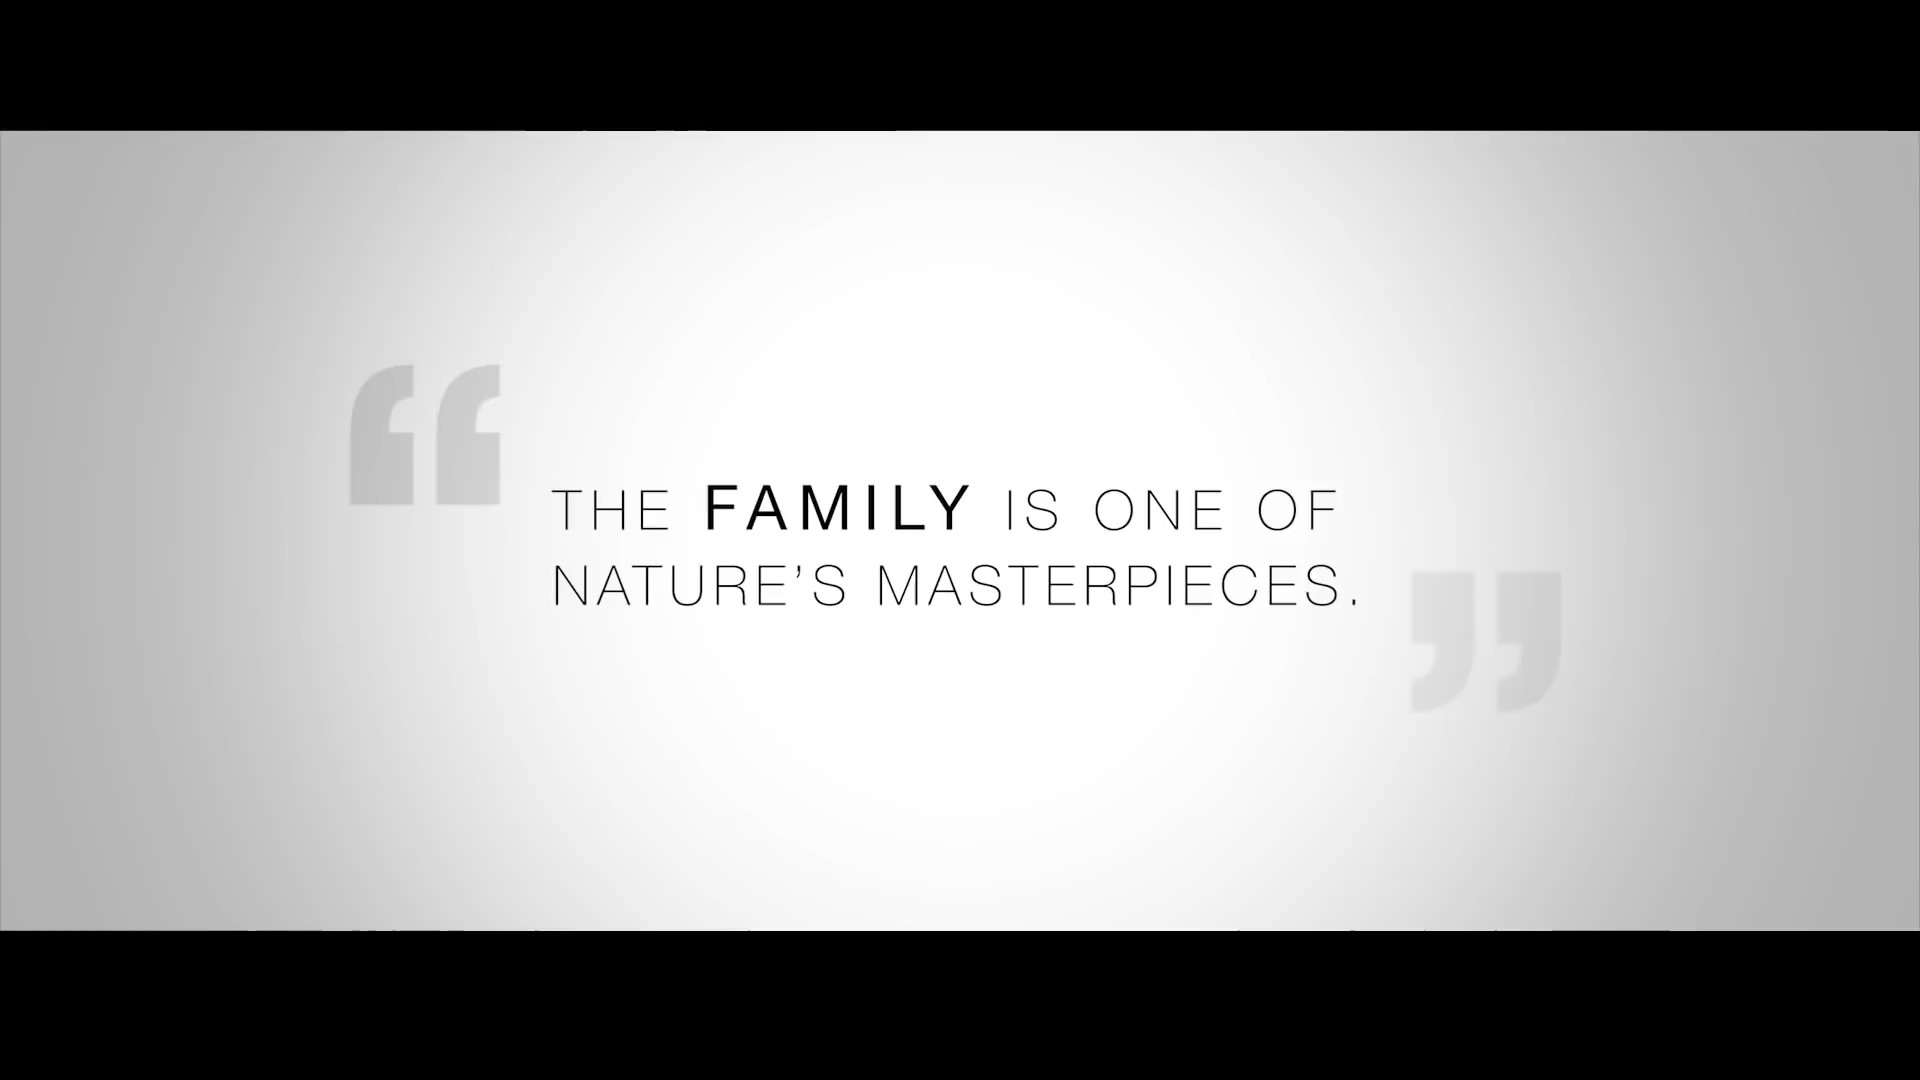 “
THE FAMILY IS ONE OF
NATURE’S MASTERPIECES.
”